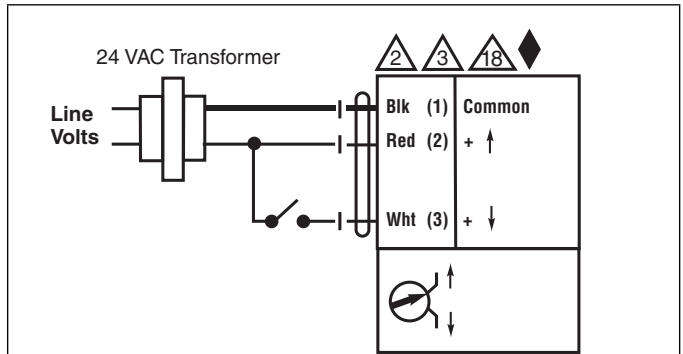 24 VAC Transformer
2 3 18
Line
Volts
Blk (1) Common
Red (2) + ↑
Wht (3) + ↓